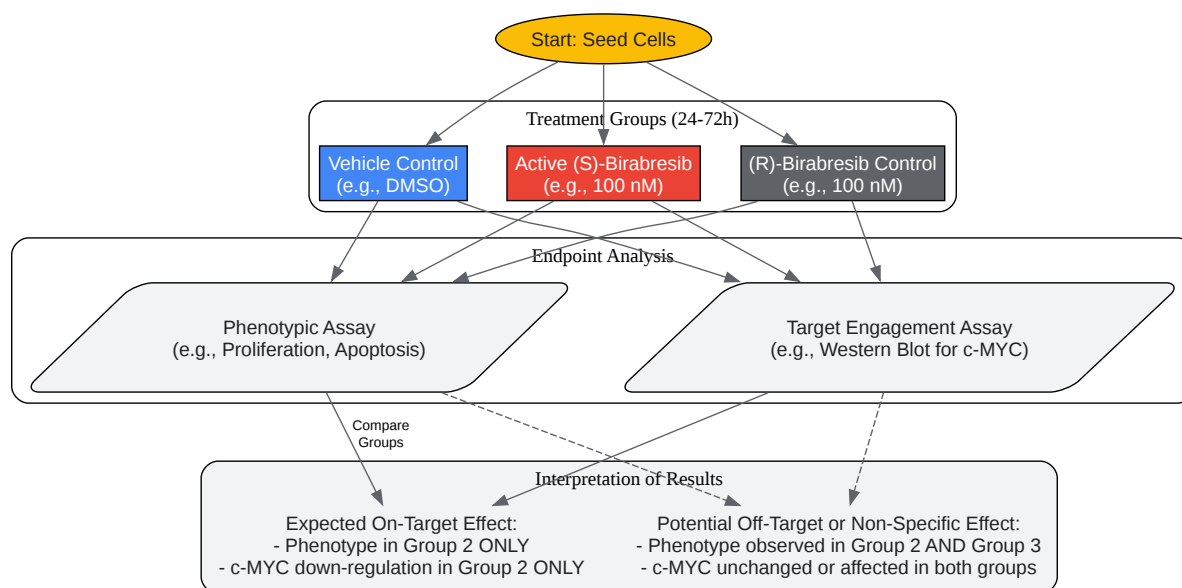 Start: Seed Cells
Treatment Groups (24-72h)
Vehicle Control
(e.g., DMSO)
Active (S)-Birabresib
(e.g., 100 nM)
(R)-Birabresib Control
(e.g., 100 nM)
Endpoint Analysis
Phenotypic Assay
(e.g., Proliferation, Apoptosis)
Target Engagement Assay
(e.g., Western Blot for c-MYC)
Compare
Groups
Interpretation of Results
Expected On-Target Effect:
- Phenotype in Group 2 ONLY
- c-MYC down-regulation in Group 2 ONLY
Potential Off-Target or Non-Specific Effect:
- Phenotype observed in Group 2 AND Group 3
- c-MYC unchanged or affected in both groups